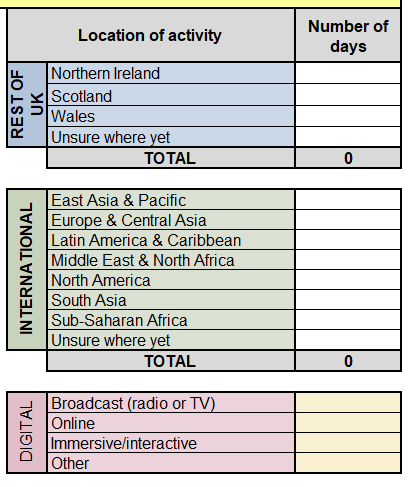 Location of activity
Number of
days
REST OF
UK
Northern Ireland
Scotland
Wales
Unsure where yet
TOTAL
0
INTERNATIONAL
East Asia & Pacific
Europe & Central Asia
Latin America & Caribbean
Middle East & North Africa
North America
South Asia
Sub-Saharan Africa
Unsure where yet
TOTAL
0
DIGITAL
Broadcast (radio or TV)
Online
Immersive/interactive
Other